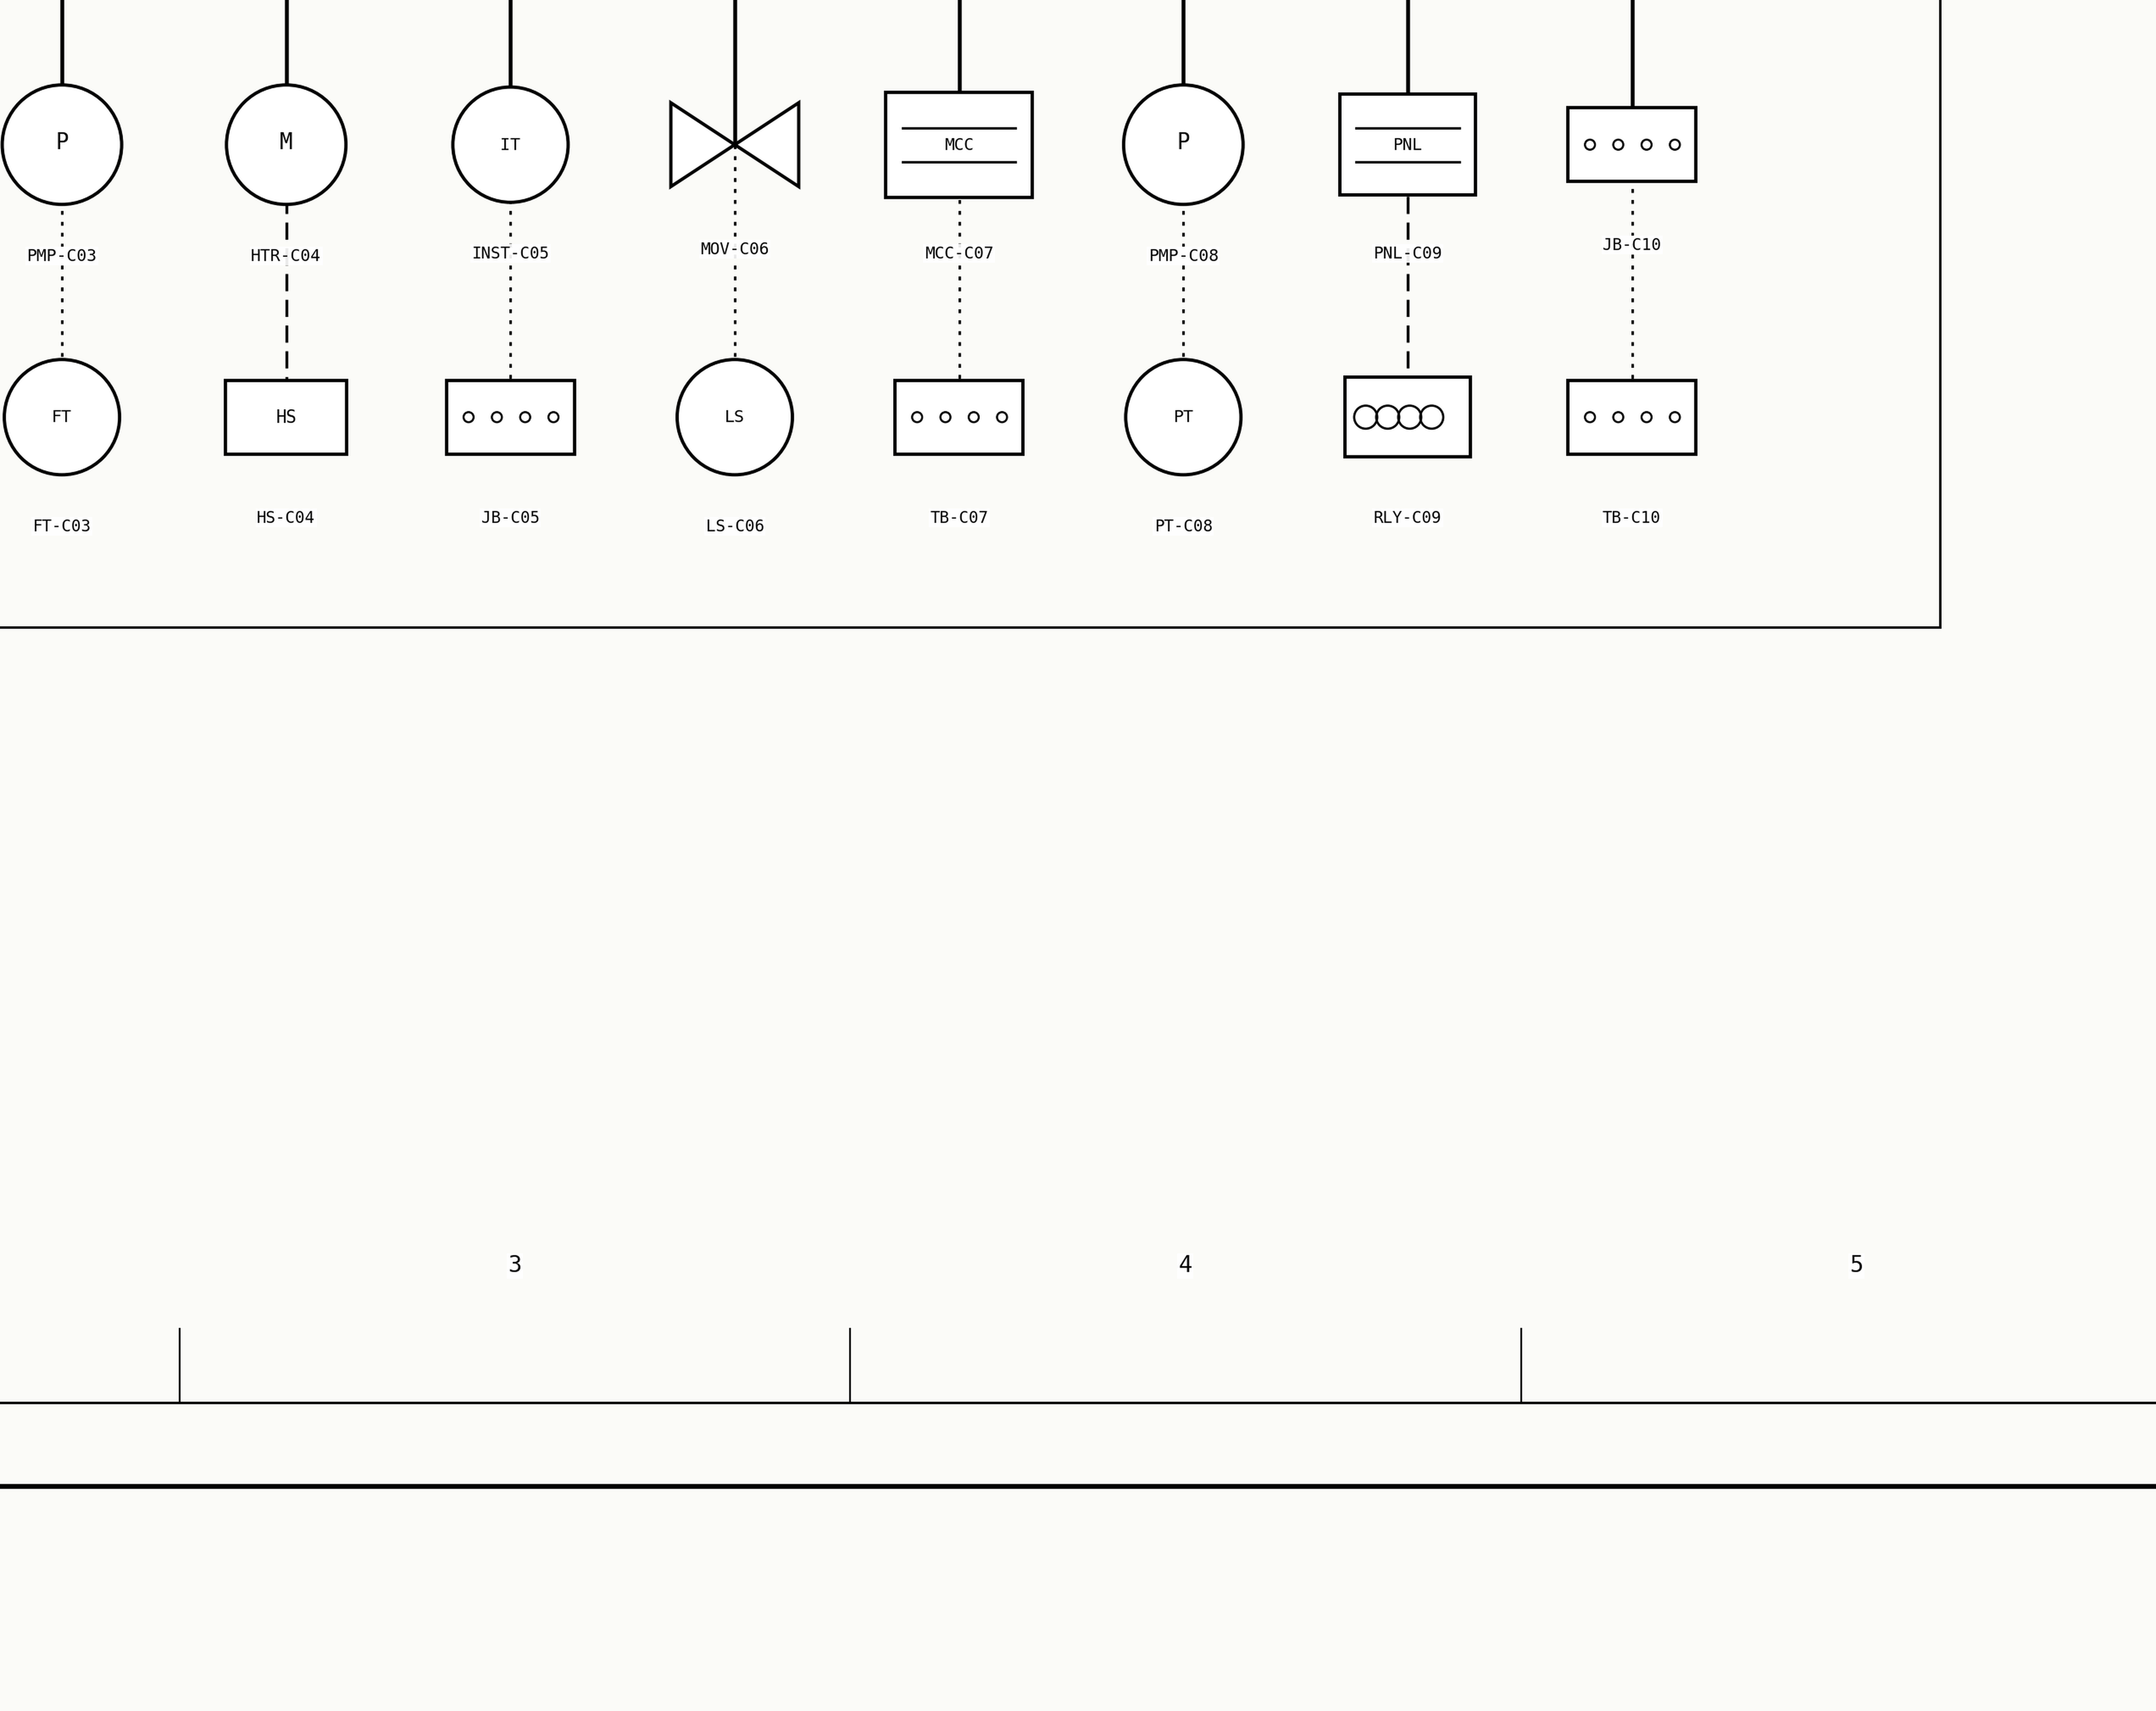 P M IT MCC P PNL
PMP-C03 HTR-C04 INST-C05 MOV-C06 MCC-C07 PMP-C08 PNL-C09 JB-C10
FT HS LS PT
FT-C03 HS-C04 JB-C05 LS-C06 TB-C07 PT-C08 RLY-C09 TB-C10
3 4 5